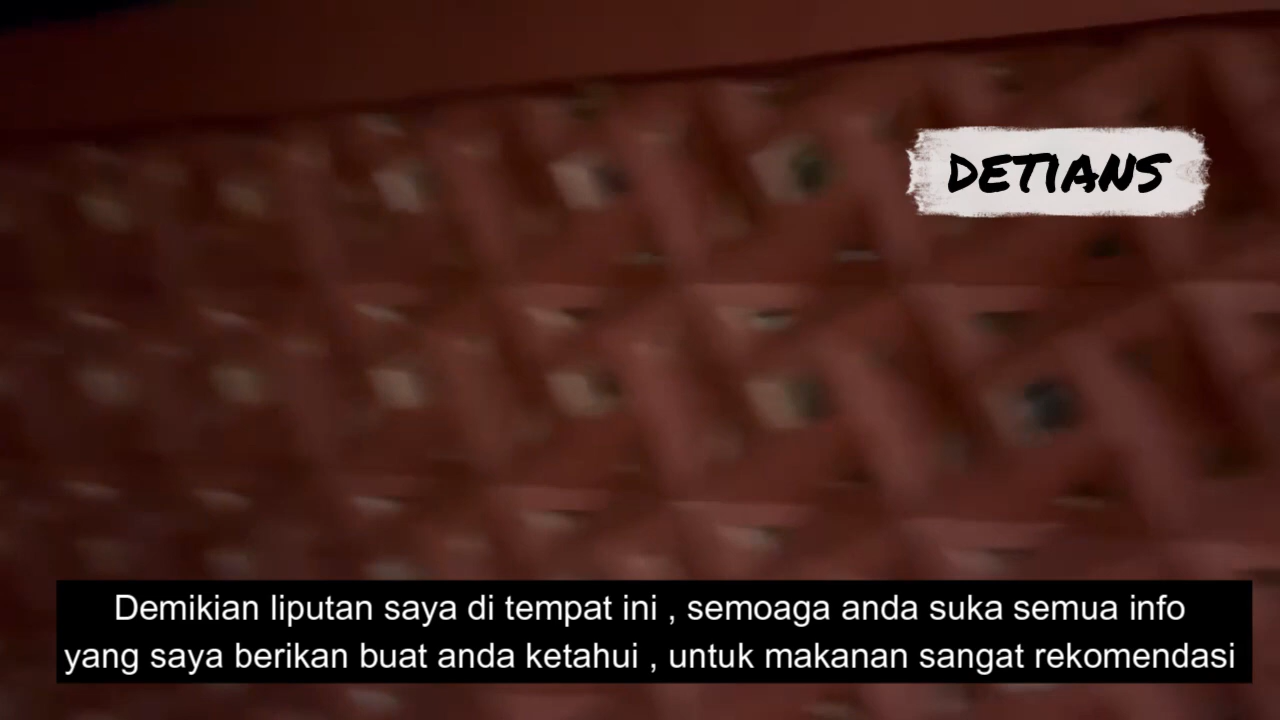 DETIANS
Demikian liputan saya di tempat ini , semoaga anda suka semua info
yang saya berikan buat anda ketahui , untuk makanan sangat rekomendasi